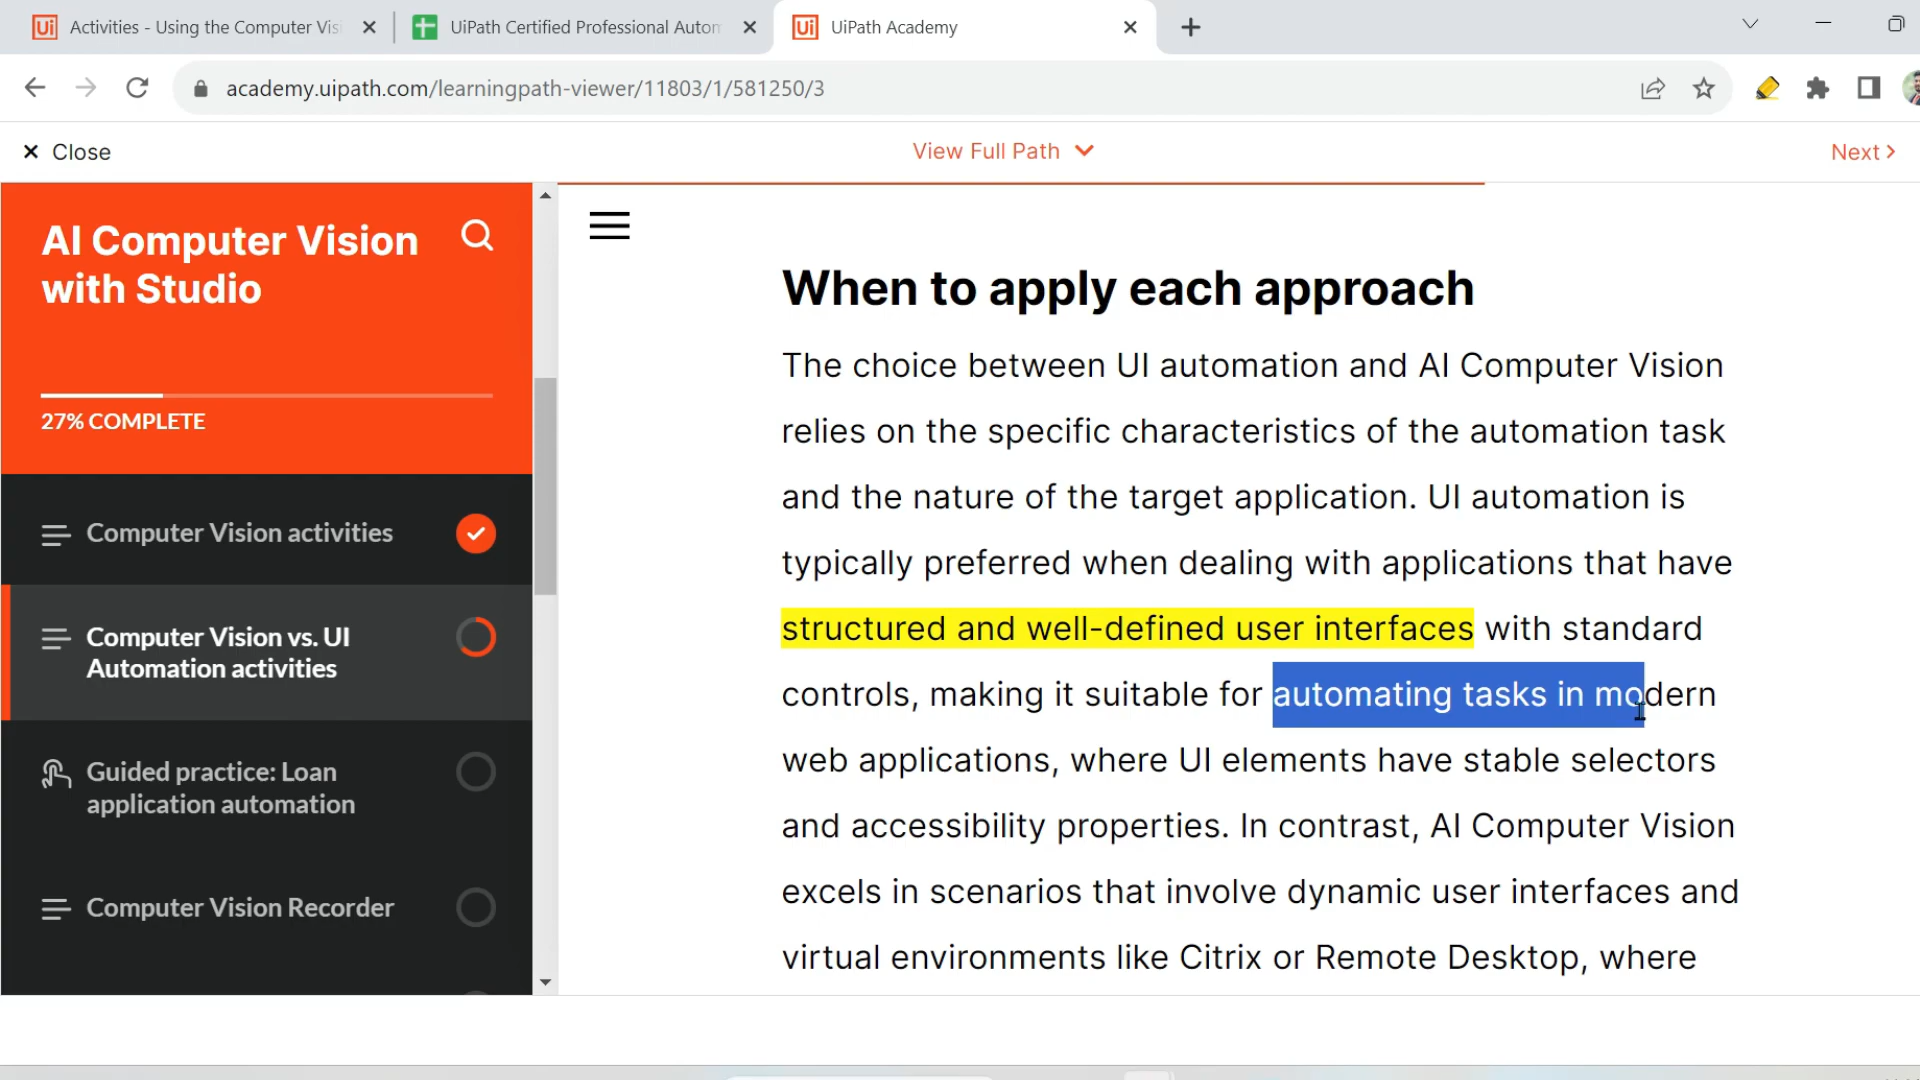 Activities - Using the Computer Vis
UiPath Certified Professional Autom
UiPath Academy
academy.uipath.com/learningpath-viewer/11803/1/581250/3
Close
View Full Path
Next
AI Computer Vision
with Studio
27% COMPLETE
Computer Vision activities
Computer Vision vs. UI
Automation activities
Guided practice: Loan
application automation
Computer Vision Recorder
When to apply each approach
The choice between UI automation and AI Computer Vision
relies on the specific characteristics of the automation task
and the nature of the target application. UI automation is
typically preferred when dealing with applications that have
structured and well-defined user interfaces with standard
controls, making it suitable for automating tasks in modern
web applications, where UI elements have stable selectors
and accessibility properties. In contrast, AI Computer Vision
excels in scenarios that involve dynamic user interfaces and
virtual environments like Citrix or Remote Desktop, where